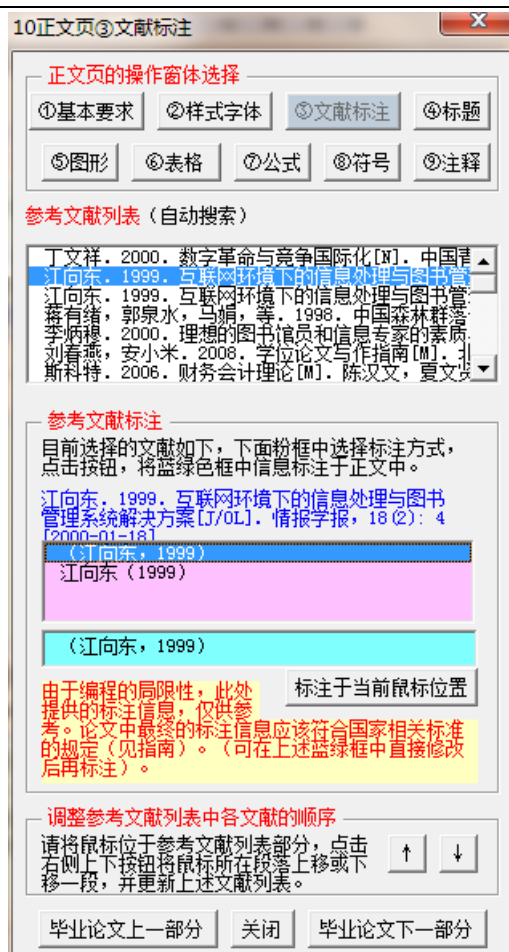 10正文页③文献标注
X
正文页的操作窗体选择
①基本要求 ②样式字体 ③文献标注 ④标题
⑤图形 ⑥表格 ⑦公式 ⑧符号 ⑨注释
参考文献列表（自动搜索）
丁文祥. 2000. 数字革命与竞争国际化[N]. 中国青
江向东. 1999. 互联网环境下的信息处理与图书管
江向东. 1999. 互联网环境下的信息处理与图书管
蒋有绪，郭泉水，马娟，等. 1998. 中国森林群落
李炳穆. 2000. 理想的图书馆员和信息专家的素质
刘春燕，安小米. 2008. 学位论文写作指南[M]. 北
斯科特. 2006. 财务会计理论[M]. 陈汉文，夏文贤
参考文献标注
目前选择的文献如下，下面粉框中选择标注方式，
点击按钮，将蓝绿色框中信息标注于正文中。
江向东. 1999. 互联网环境下的信息处理与图书
管理系统解决方案[J/OL]. 情报学报, 18(2): 4
[2000-01-18]
（江向东，1999）
江向东（1999）
（江向东，1999）
标注于当前鼠标位置
由于编程的局限性，此处
提供的标注信息，仅供参
考。论文中最终的标注信息应该符合国家相关标准
的规定（见指南）。（可在上述蓝绿框中直接修改
后再标注）。
调整参考文献列表中各文献的顺序
请将鼠标位于参考文献列表部分，点击
右侧上下按钮将鼠标所在段落上移或下
移一段，并更新上述文献列表。
↑ ↓
毕业论文上一部分 关闭 毕业论文下一部分